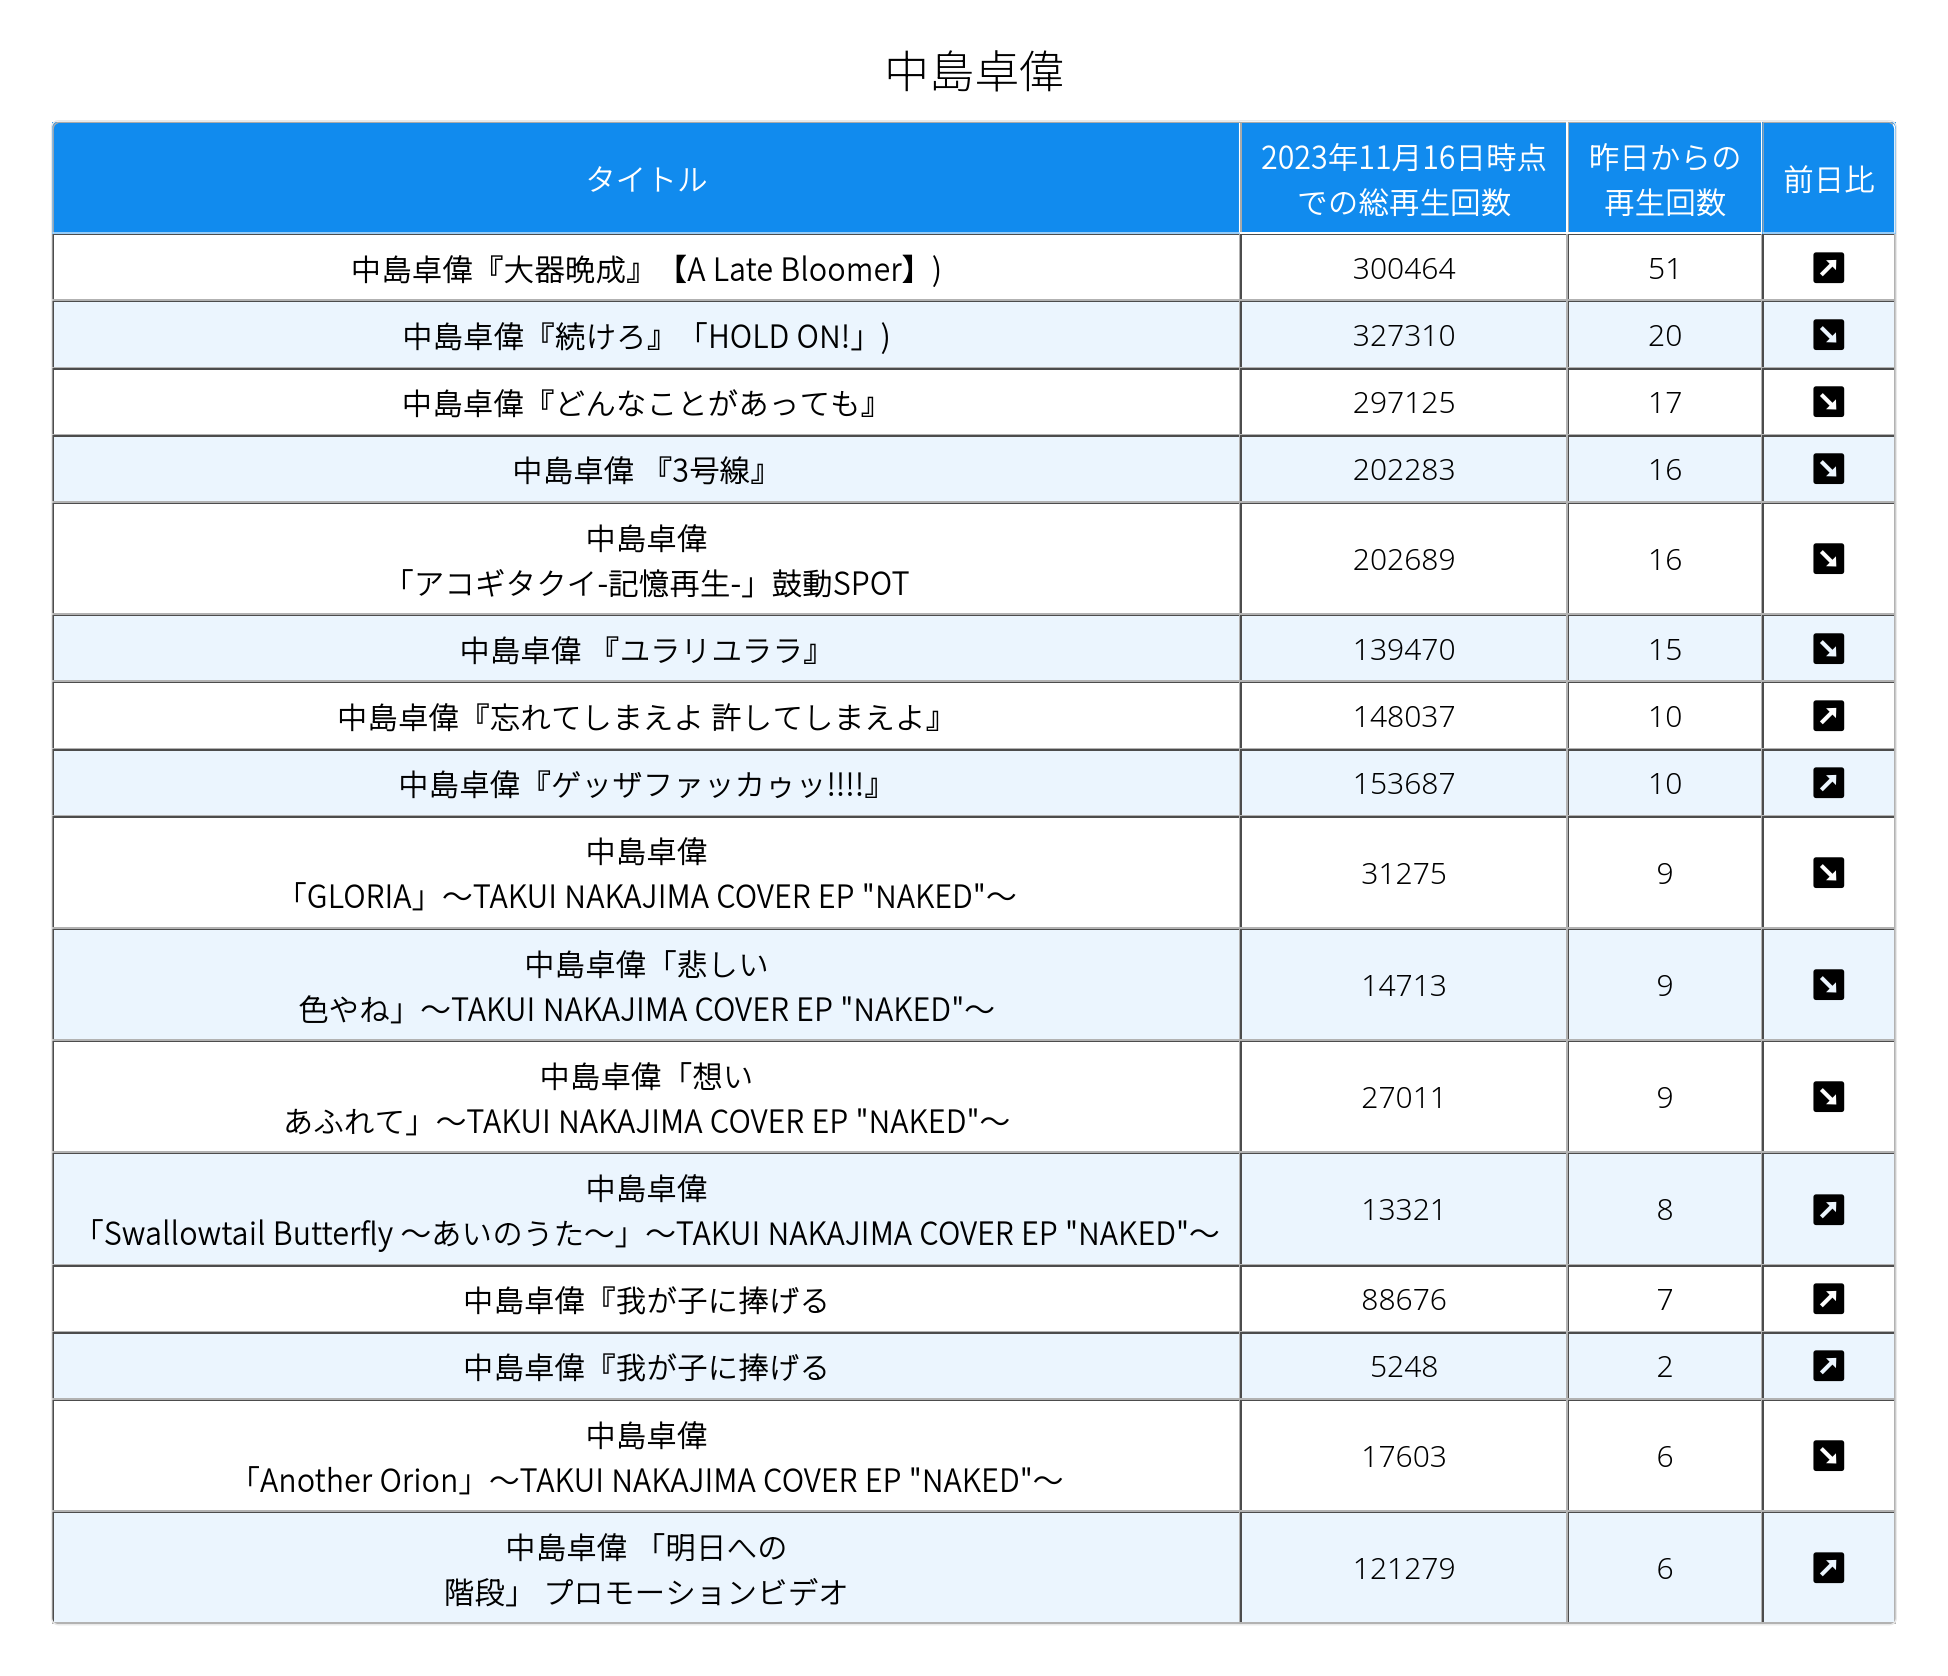 中島卓偉
タイトル
2023年11月16日時点
での総再生回数
昨日からの
再生回数
前日比
中島卓偉『大器晩成』【A Late Bloomer】)
300464
51
中島卓偉『続けろ』「HOLD ON!」)
327310
20
中島卓偉『どんなことがあっても』
297125
17
中島卓偉 『3号線』
202283
16
中島卓偉
「アコギタクイ-記憶再生-」鼓動SPOT
202689
16
中島卓偉 『ユラリユララ』
139470
15
中島卓偉『忘れてしまえよ 許してしまえよ』
148037
10
中島卓偉『ゲッザファッカゥッ!!!!』
153687
10
中島卓偉
「GLORIA」～TAKUI NAKAJIMA COVER EP "NAKED"～
31275
9
中島卓偉「悲しい
色やね」～TAKUI NAKAJIMA COVER EP "NAKED"～
14713
9
中島卓偉「想い
あふれて」～TAKUI NAKAJIMA COVER EP "NAKED"～
27011
9
中島卓偉
「Swallowtail Butterfly ～あいのうた～」～TAKUI NAKAJIMA COVER EP "NAKED"～
13321
8
中島卓偉『我が子に捧げる
88676
7
中島卓偉『我が子に捧げる
5248
2
中島卓偉
「Another Orion」～TAKUI NAKAJIMA COVER EP "NAKED"～
17603
6
中島卓偉 「明日への
階段」 プロモーションビデオ
121279
6